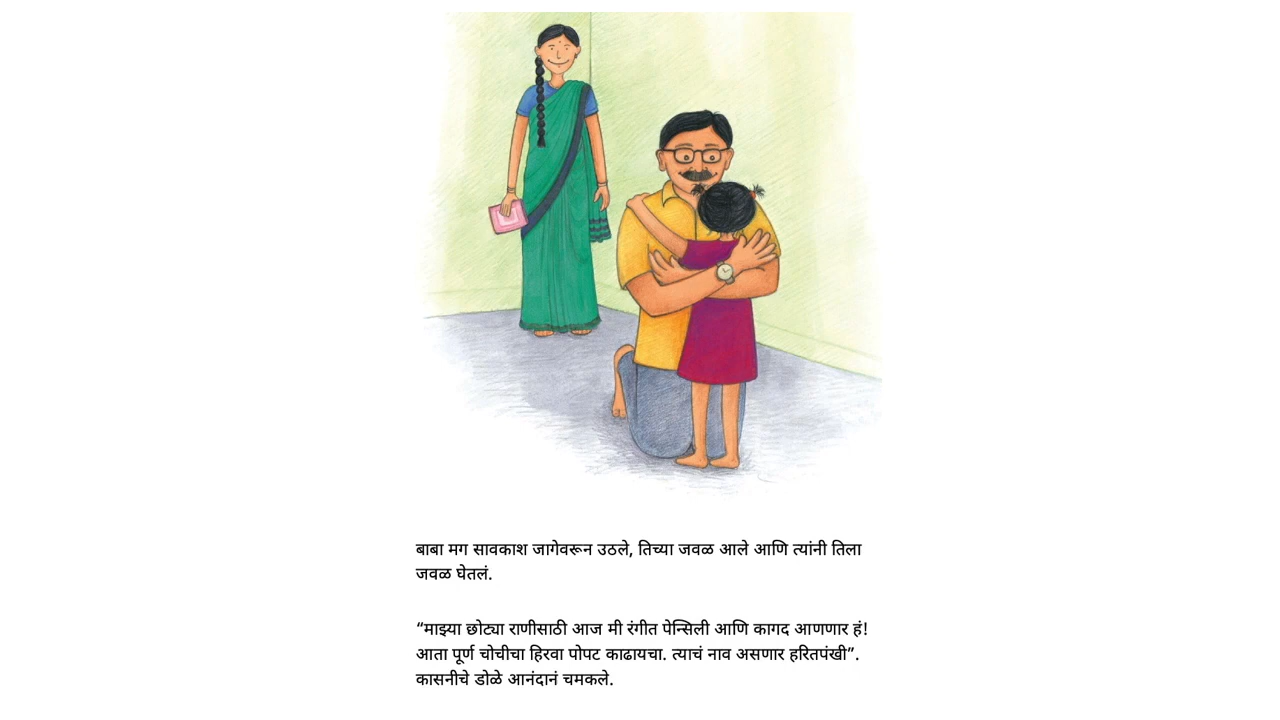 बाबा मग सावकाश जागेवरून उठले, तिच्या जवळ आले आणि त्यांनी तिला
जवळ घेतलं.
“माझ्या छोट्या राणीसाठी आज मी रंगीत पेन्सिली आणि कागद आणणार हं!
आता पूर्ण चोचीचा हिरवा पोपट काढायचा. त्याचं नाव असणार हरितपंखी”.
कासनीचे डोळे आनंदानं चमकले.